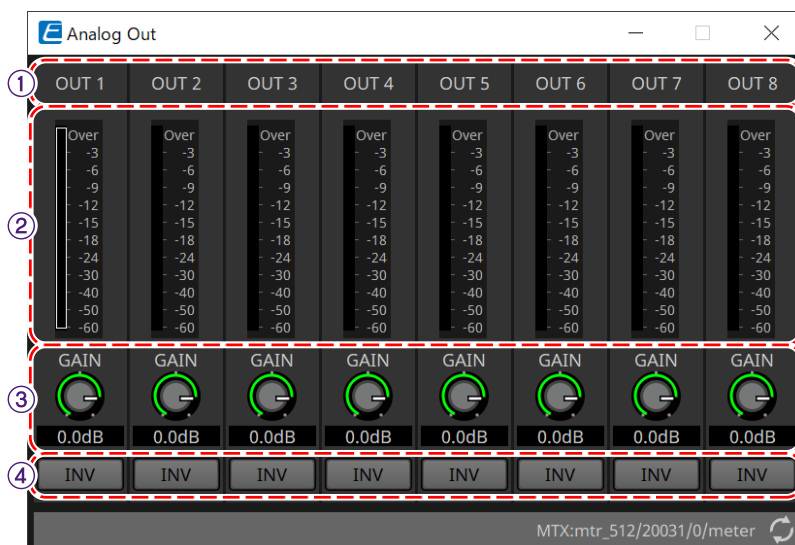 E Analog Out
① OUT 1 OUT 2 OUT 3 OUT 4 OUT 5 OUT 6 OUT 7 OUT 8
② Over Over Over Over Over Over Over Over
-3 -3 -3 -3 -3 -3 -3 -3
-6 -6 -6 -6 -6 -6 -6 -6
-9 -9 -9 -9 -9 -9 -9 -9
-12 -12 -12 -12 -12 -12 -12 -12
-15 -15 -15 -15 -15 -15 -15 -15
-18 -18 -18 -18 -18 -18 -18 -18
-24 -24 -24 -24 -24 -24 -24 -24
-30 -30 -30 -30 -30 -30 -30 -30
-40 -40 -40 -40 -40 -40 -40 -40
-50 -50 -50 -50 -50 -50 -50 -50
-60 -60 -60 -60 -60 -60 -60 -60
③ GAIN GAIN GAIN GAIN GAIN GAIN GAIN GAIN
0.0dB 0.0dB 0.0dB 0.0dB 0.0dB 0.0dB 0.0dB 0.0dB
④ INV INV INV INV INV INV INV INV
MTX:mtr_512/20031/0/meter